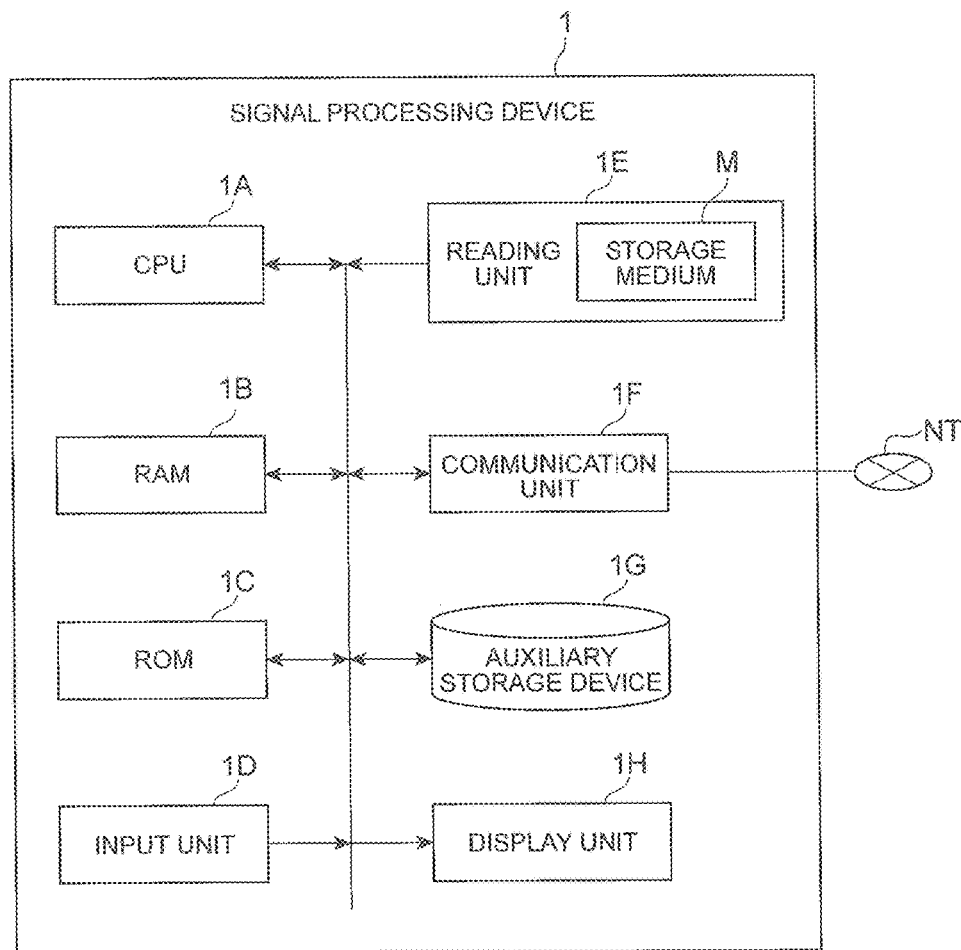 1
SIGNAL PROCESSING DEVICE
1A
CPU
1E
READING
UNIT
M
STORAGE
MEDIUM
1B
RAM
1F
COMMUNICATION
UNIT
NT
1C
ROM
1G
AUXILIARY
STORAGE DEVICE
1D
INPUT UNIT
1H
DISPLAY UNIT